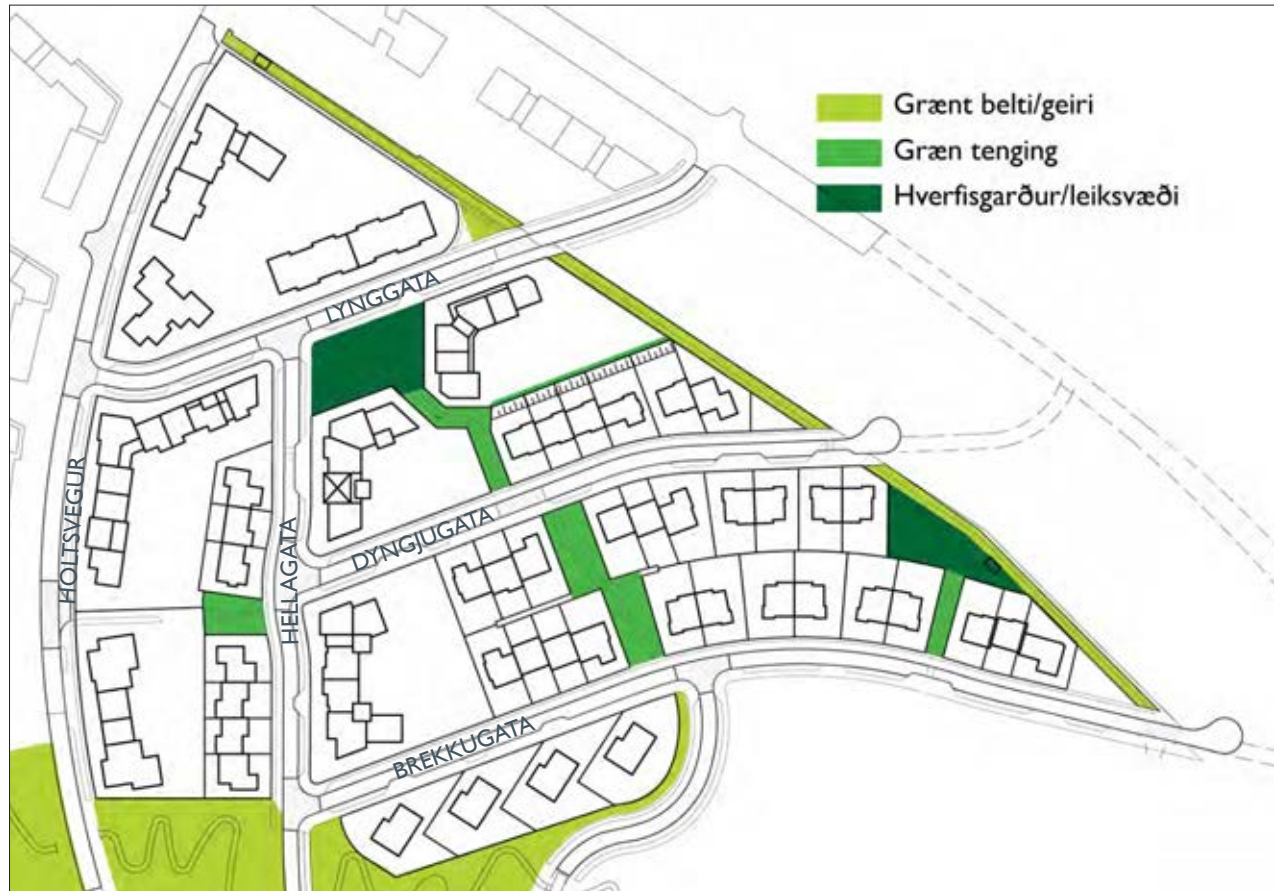 Grænt belti/geiri
Græn tenging
Hverfisgarður/leiksvæði
LYNGGATA
HOLTSVEGUR
HELLAGATA
DYNGJUGATA
BREKKUGATA